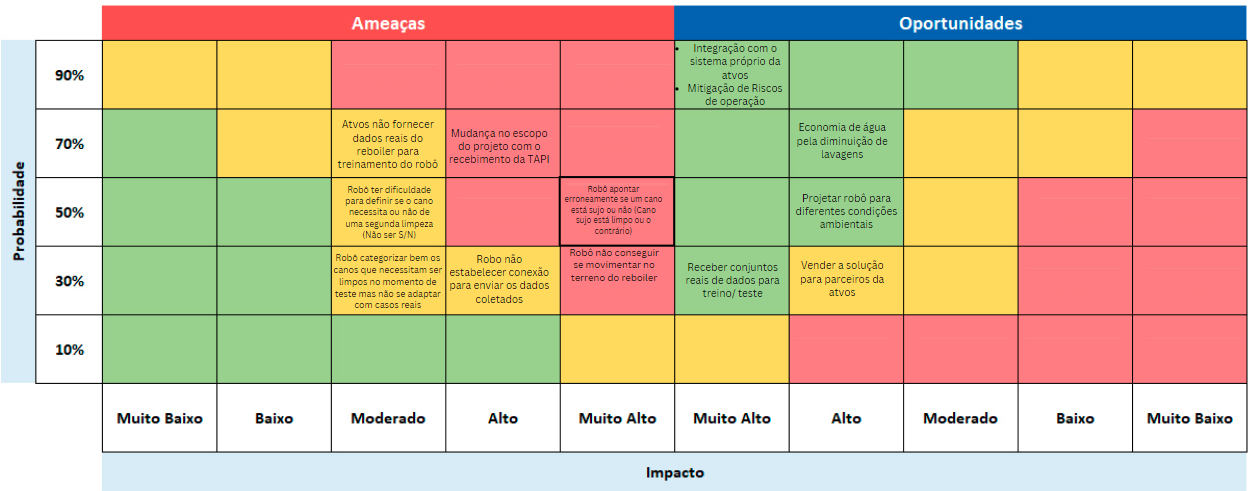 Ameaças
Oportunidades
Probabilidade
90%
• Integração com o
sistema próprio da
atvos
• Mitigação de Riscos
de operação
70%
Atvos não fornecer
dados reais do
reboiler para
treinamento do robô
Mudança no escopo
do projeto com o
recebimento da TAPI
Economia de água
pela diminuição de
lavagens
50%
Robô ter dificuldade
para definir se o cano
necessita ou não de
uma segunda limpeza
(Não ser S/N)
Robô apontar
erroneamente se um cano
está sujo ou não (Cano
sujo está limpo ou o
contrário)
Projetar robô para
diferentes condições
ambientais
30%
Robô categorizar bem os
canos que necessitam ser
limpos no momento de
teste mas não se adaptar
com casos reais
Robo não
estabelecer conexão
para enviar os dados
coletados
Robô não conseguir
se movimentar no
terreno do reboiler
Receber conjuntos
reais de dados para
treino/ teste
Vender a solução
para parceiros da
atvos
10%
Muito Baixo
Baixo
Moderado
Alto
Muito Alto
Muito Alto
Alto
Moderado
Baixo
Muito Baixo
Impacto